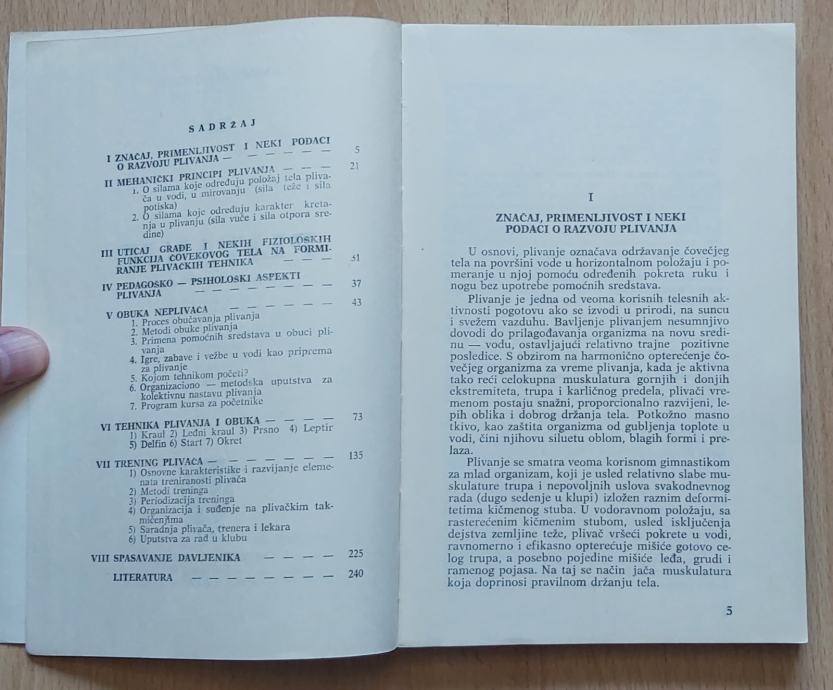 SADRŽAJ
I ZNAČAJ, PRIMENLJIVOST I NEKI PODACI
O RAZVOJU PLIVANJA — — — — — — 5
II MEHANIČKI PRINCIPI PLIVANJA — — — 21
1. O silama koje određuju položaj tela pliva-
ča u vodi, u mirovanju (sila teže i sila
potiska)
2. O silama koje određuju karakter kreta-
nja u plivanju (sila vuče i sila otpora sre-
dine)
III UTICAJ GRAĐE I NEKIH FIZIOLOŠKIH
FUNKCIJA ČOVEKOVOG TELA NA FORMI-
RANJE PLIVAČKIH TEHNIKA — — — 31
IV PEDAGOŠKO — PSIHOLOŠKI ASPEKTI
PLIVANJA — — — — — — — 37
V OBUKA NEPLIVAČA — — — — — 43
1. Proces obučavanja plivanja
2. Metodi obuke plivanja
3. Primena pomoćnih sredstava u obuci pli-
vanja
4. Igre, zabave i vežbe u vodi kao priprema
za plivanje
5. Kojom tehnikom početi?
6. Organizaciono — metodska uputstva za
kolektivnu nastavu plivanja
7. Program kursa za početnike
VI TEHNIKA PLIVANJA I OBUKA — — — — 73
1) Kraul 2) Leđni kraul 3) Prsno 4) Leptir
5) Delfin 6) Start 7) Okret
VII TRENING PLIVAČA — — — — — — 135
1) Osnovne karakteristike i razvijanje eleme-
nata treniranosti plivača
2) Metodi treninga
3) Periodizacija treninga
4) Organizacija i suđenje na plivačkim tak-
mičenjima
5) Saradnja plivača, trenera i lekara
6) Uputstva za rad u klubu
VIII SPASAVANJE DAVLJENIKA — — — — 225
LITERATURA — — — — — — — 240
I
ZNAČAJ, PRIMENLJIVOST I NEKI
PODACI O RAZVOJU PLIVANJA
U osnovi, plivanje označava održavanje čovečjeg
tela na površini vode u horizontalnom položaju i po-
meranje u njoj pomoću određenih pokreta ruku i
nogu bez upotrebe pomoćnih sredstava.
Plivanje je jedna od veoma korisnih telesnih ak-
tivnosti pogotovu ako se izvodi u prirodi, na suncu
i svežem vazduhu. Bavljenje plivanjem nesumnjivo
dovodi do prilagođavanja organizma na novu sredi-
nu — vodu, ostavljajući relativno trajne pozitivne
posledice. S obzirom na harmonično opterećenje čo-
večjeg organizma za vreme plivanja, kada je aktivna
tako reći celokupna muskulatura gornjih i donjih
ekstremiteta, trupa i karličnog predela, plivači vre-
menom postaju snažni, proporcionalno razvijeni, le-
pih oblika i dobrog držanja tela. Potkožno masno
tkivo, kao zaštita organizma od gubljenja toplote u
vodi, čini njihovu siluetu oblom, blagih formi i pre-
laza.
Plivanje se smatra veoma korisnom gimnastikom
za mlad organizam, koji je usled relativno slabe mu-
skulature trupa i nepovoljnih uslova svakodnevnog
rada (dugo sedenje u klupi) izložen raznim deformi-
tetima kičmenog stuba. U vodoravnom položaju, sa
rasterećenim kičmenim stubom, usled isključenja
dejstva zemljine teže, plivač vršeći pokrete u vodi,
ravnomerno i efikasno opterećuje mišiće gotovo ce-
log trupa, a posebno pojedine mišiće leđa, grudi i
ramenog pojasa. Na taj se način jača muskulatura
koja doprinosi pravilnom držanju tela.
5